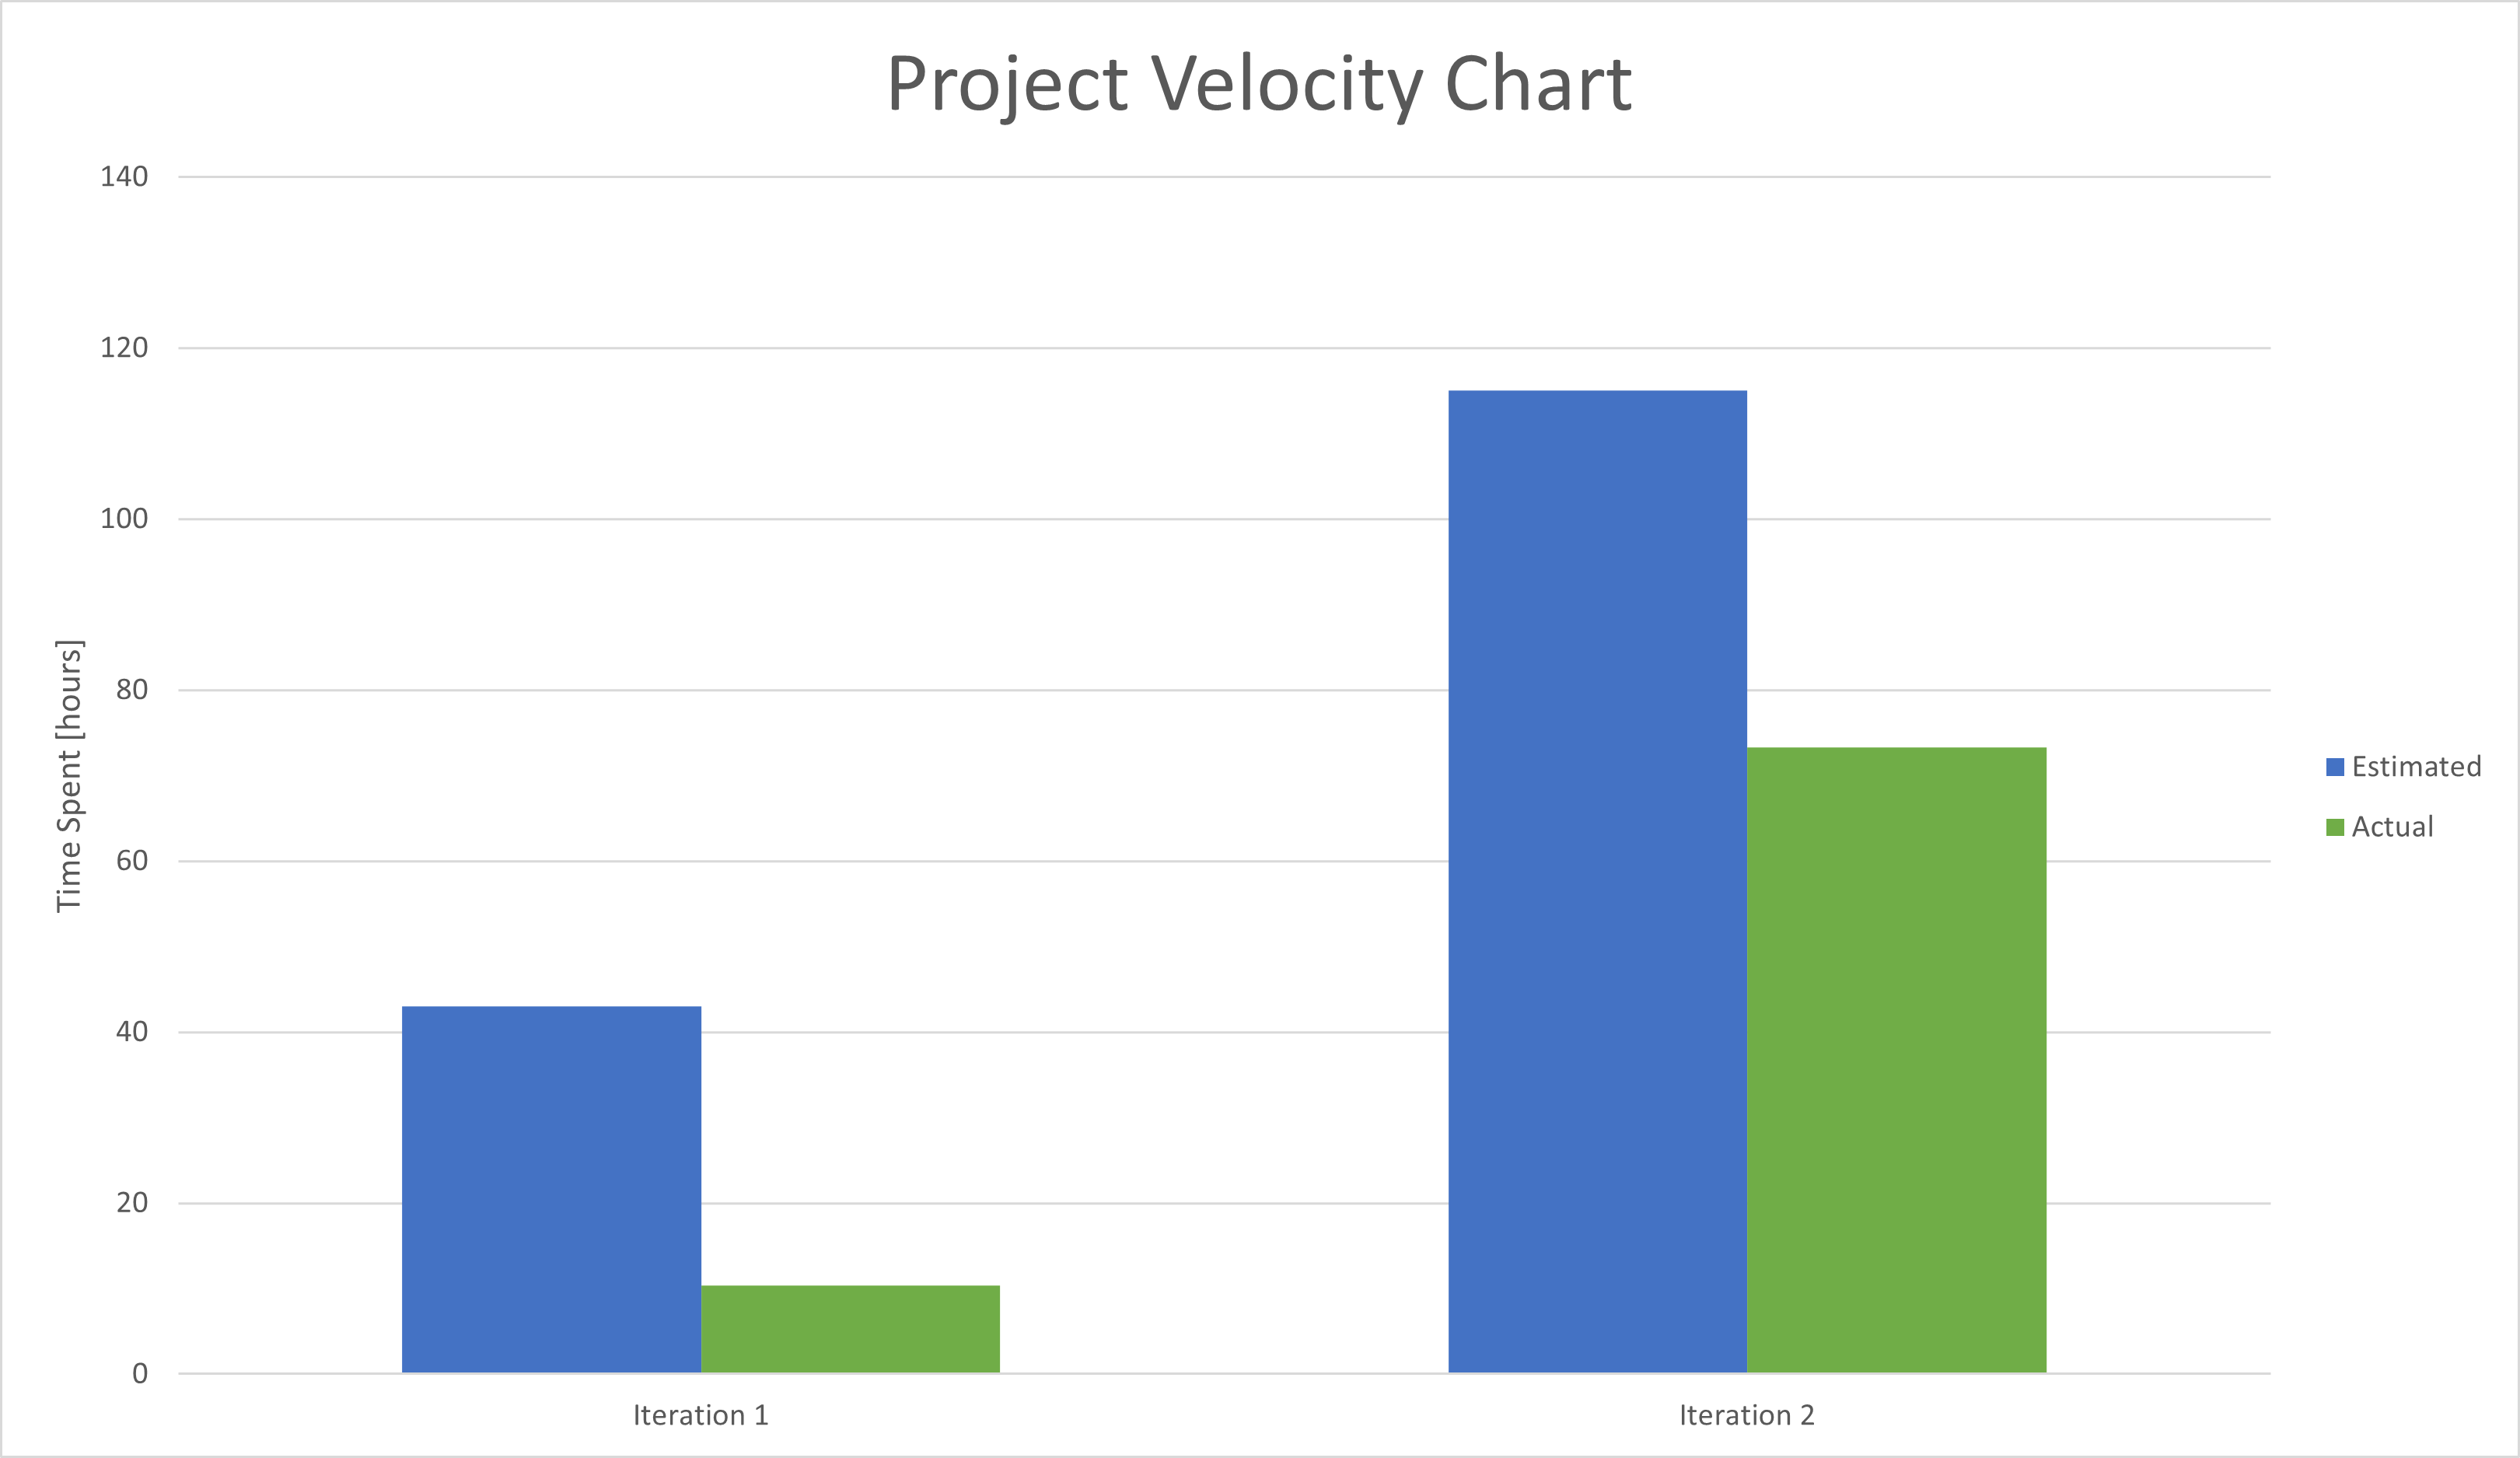 Project Velocity Chart
140
120
100
80
60
40
20
0
Time Spent [hours]
Iteration 1
Iteration 2
Estimated
Actual